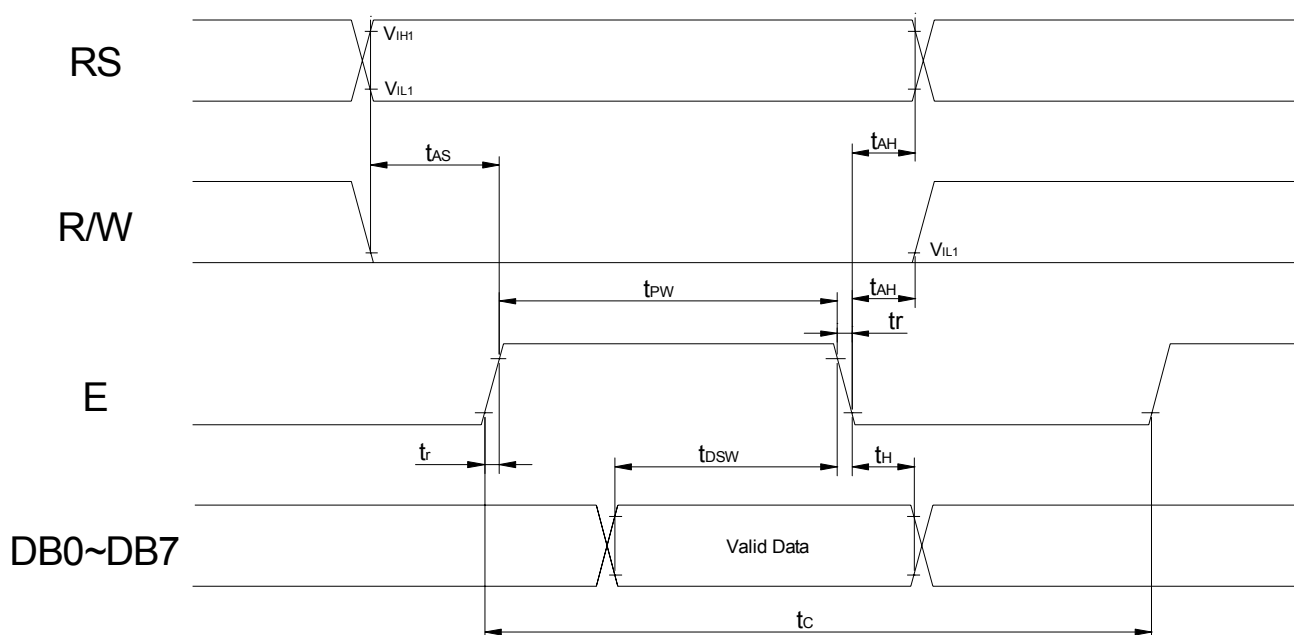 RS
VIH1
VIL1
tAS
tAH
R/W
VIL1
tPW
tAH
tr
E
tr
tDSW
tH
DB0~DB7
Valid Data
tC